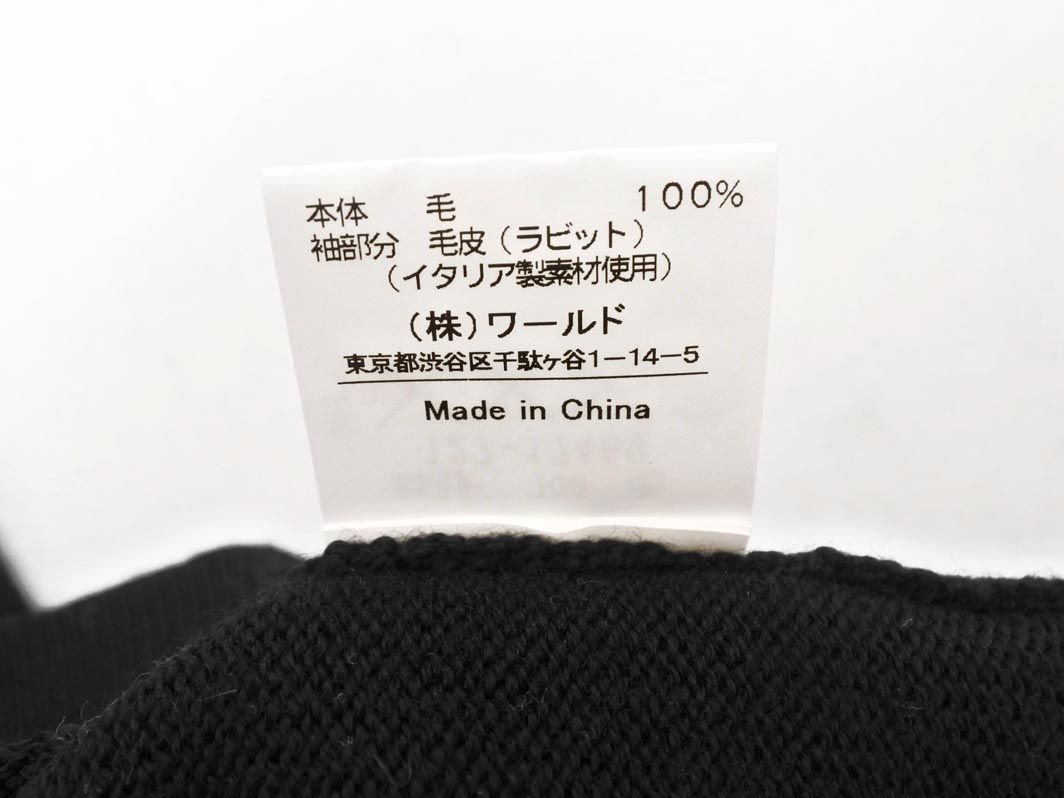 本体 毛 100%
袖部分 毛皮(ラビット)
(イタリア製素材使用)
(株)ワールド
東京都渋谷区千駄ヶ谷1-14-5
Made in China